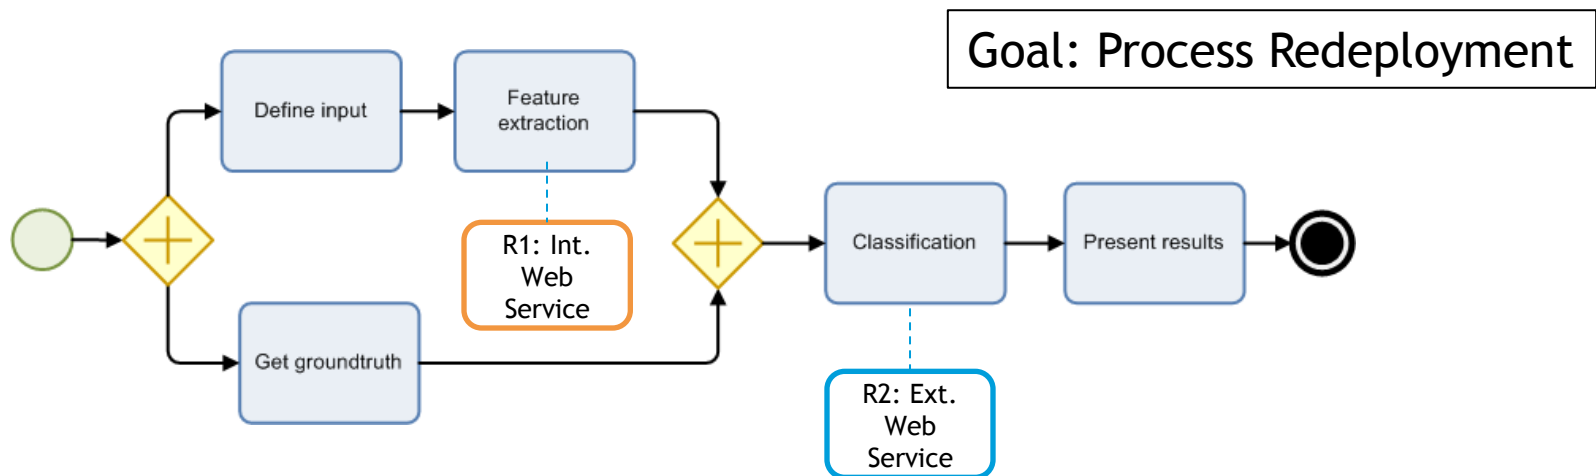 Goal: Process Redeployment
Define input
Feature
extraction
R1: Int.
Web
Service
Classification
Present results
Get groundtruth
R2: Ext.
Web
Service